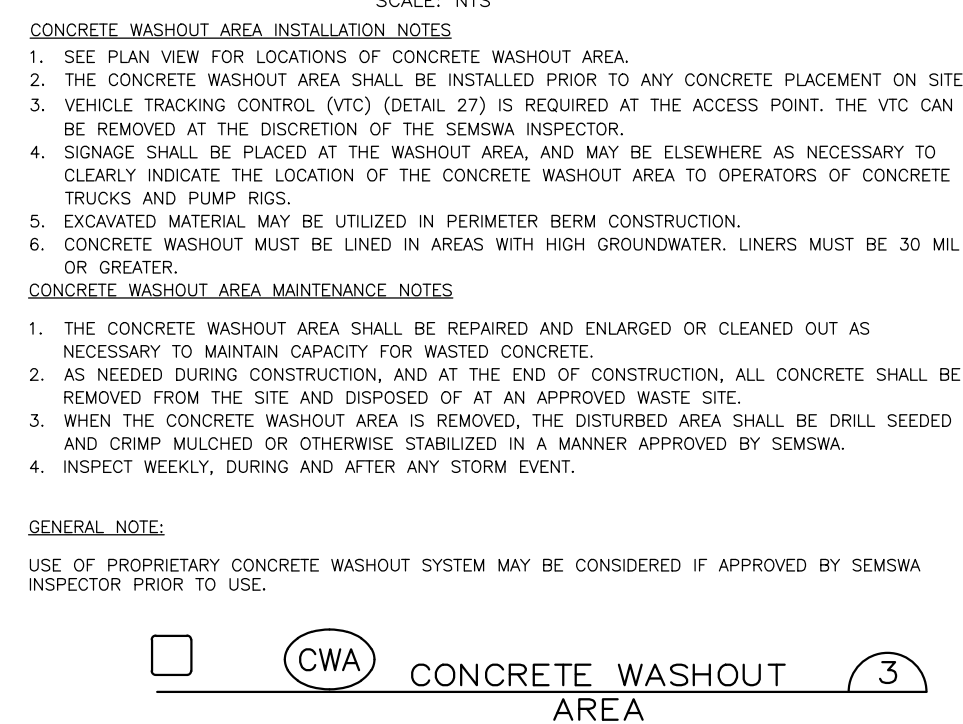 SCALE: NTS
CONCRETE WASHOUT AREA INSTALLATION NOTES
1. SEE PLAN VIEW FOR LOCATIONS OF CONCRETE WASHOUT AREA.
2. THE CONCRETE WASHOUT AREA SHALL BE INSTALLED PRIOR TO ANY CONCRETE PLACEMENT ON SITE
3. VEHICLE TRACKING CONTROL (VTC) (DETAIL 27) IS REQUIRED AT THE ACCESS POINT. THE VTC CAN
BE REMOVED AT THE DISCRETION OF THE SEMSWA INSPECTOR.
4. SIGNAGE SHALL BE PLACED AT THE WASHOUT AREA, AND MAY BE ELSEWHERE AS NECESSARY TO
CLEARLY INDICATE THE LOCATION OF THE CONCRETE WASHOUT AREA TO OPERATORS OF CONCRETE
TRUCKS AND PUMP RIGS.
5. EXCAVATED MATERIAL MAY BE UTILIZED IN PERIMETER BERM CONSTRUCTION.
6. CONCRETE WASHOUT MUST BE LINED IN AREAS WITH HIGH GROUNDWATER. LINERS MUST BE 30 MIL
OR GREATER.
CONCRETE WASHOUT AREA MAINTENANCE NOTES
1. THE CONCRETE WASHOUT AREA SHALL BE REPAIRED AND ENLARGED OR CLEANED OUT AS
NECESSARY TO MAINTAIN CAPACITY FOR WASTED CONCRETE.
2. AS NEEDED DURING CONSTRUCTION, AND AT THE END OF CONSTRUCTION, ALL CONCRETE SHALL BE
REMOVED FROM THE SITE AND DISPOSED OF AT AN APPROVED WASTE SITE.
3. WHEN THE CONCRETE WASHOUT AREA IS REMOVED, THE DISTURBED AREA SHALL BE DRILL SEEDED
AND CRIMP MULCHED OR OTHERWISE STABILIZED IN A MANNER APPROVED BY SEMSWA.
4. INSPECT WEEKLY, DURING AND AFTER ANY STORM EVENT.
GENERAL NOTE:
USE OF PROPRIETARY CONCRETE WASHOUT SYSTEM MAY BE CONSIDERED IF APPROVED BY SEMSWA
INSPECTOR PRIOR TO USE.
CWA CONCRETE WASHOUT 3
AREA